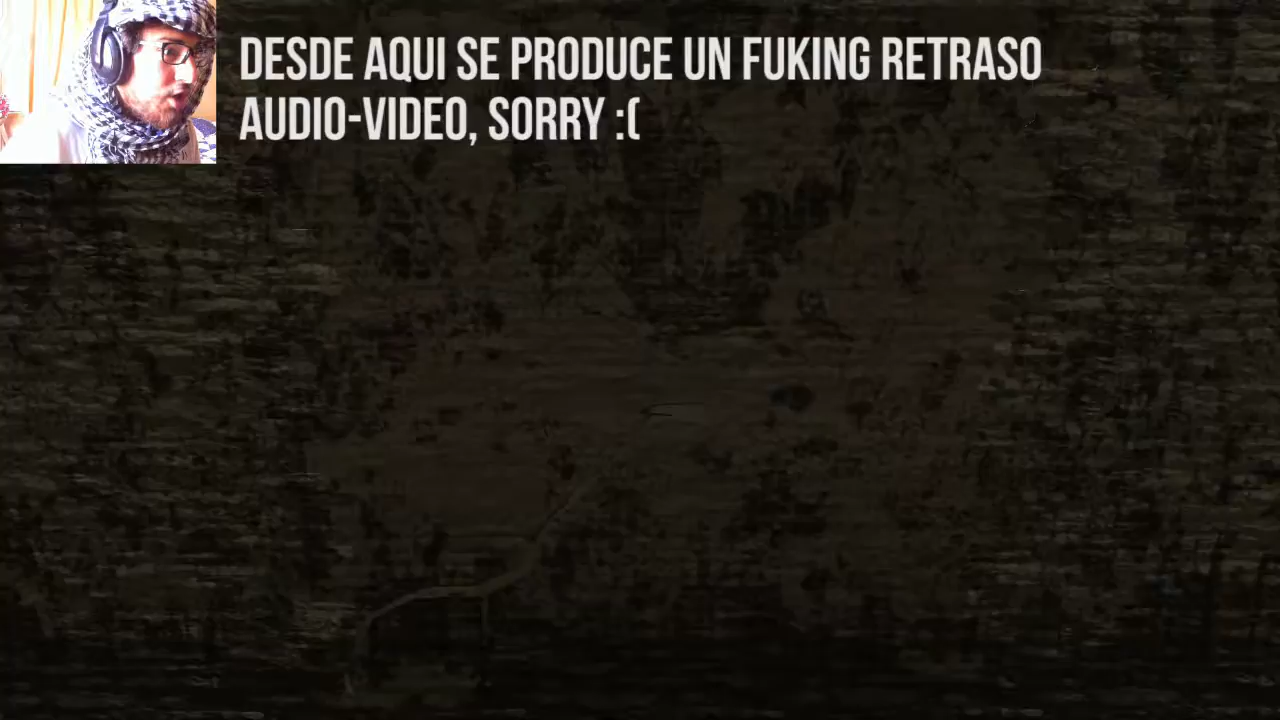 DESDE AQUI SE PRODUCE UN FUKING RETRASO
AUDIO-VIDEO, SORRY :(